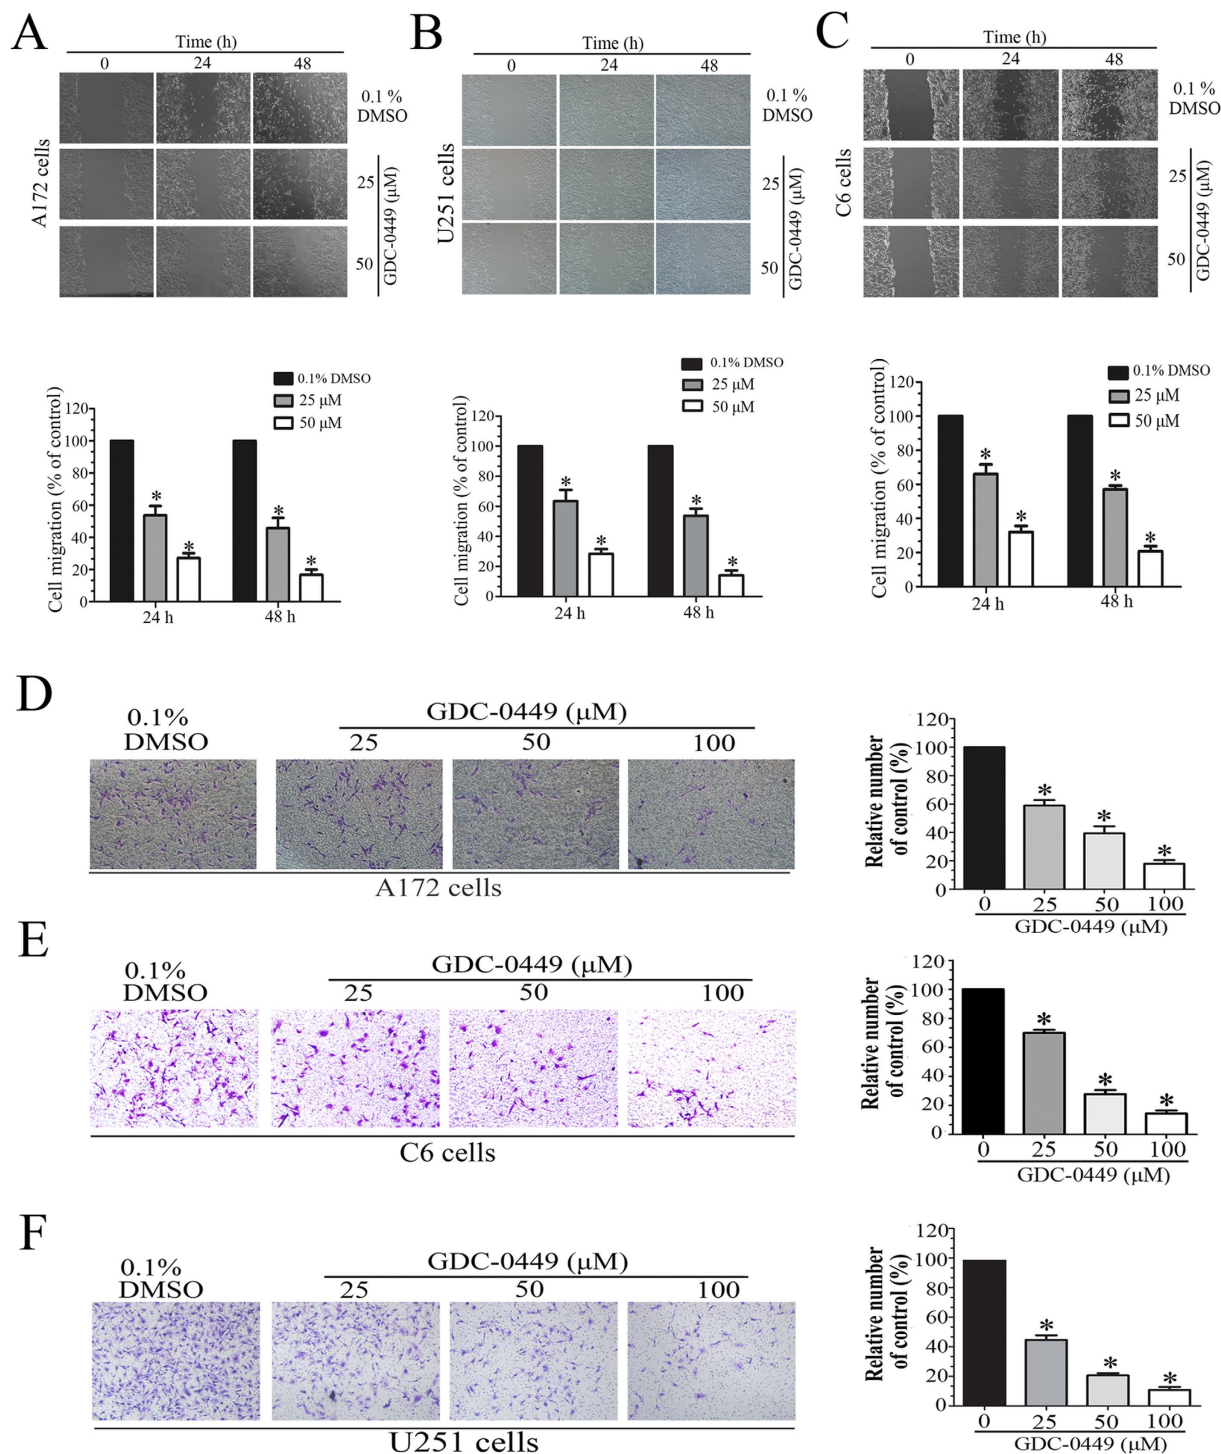 A
Time (h)
0 24 48
0.1 %
DMSO
25
50
GDC-0449 (μM)
A172 cells
B
Time (h)
0 24 48
0.1 %
DMSO
25
50
GDC-0449 (μM)
U251 cells
C
Time (h)
0 24 48
0.1 %
DMSO
25
50
GDC-0449 (μM)
C6 cells
Cell migration (% of control)
120
100
80
60
40
20
0
0.1% DMSO
25 μM
50 μM
* * * *
24 h 48 h
Cell migration (% of control)
120
100
80
60
40
20
0
0.1% DMSO
25 μM
50 μM
* * * *
24 h 48 h
Cell migration (% of control)
120
100
80
60
40
20
0
0.1% DMSO
25 μM
50 μM
* * * *
24 h 48 h
D
0.1%
DMSO
GDC-0449 (μM)
25 50 100
A172 cells
Relative number
of control (%)
120
100
80
60
40
20
0
* * *
0 25 50 100
GDC-0449 (μM)
E
0.1%
DMSO
GDC-0449 (μM)
25 50 100
C6 cells
Relative number
of control (%)
120
100
80
60
40
20
0
* * *
0 25 50 100
GDC-0449 (μM)
F
0.1%
DMSO
GDC-0449 (μM)
25 50 100
U251 cells
Relative number
of control (%)
120
100
80
60
40
20
0
* * *
0 25 50 100
GDC-0449 (μM)